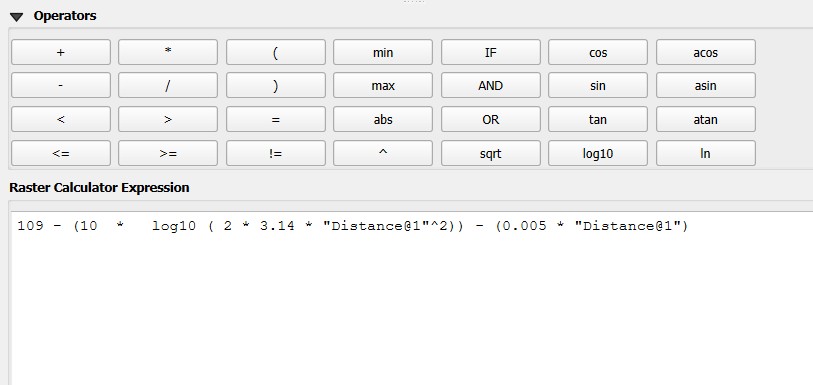 Operators
+ * ( min IF cos acos
- / ) max AND sin asin
< > = abs OR tan atan
<= >= != ^ sqrt log10 ln
Raster Calculator Expression
109 - (10  *   log10 ( 2 * 3.14 * "Distance@1"^2)) - (0.005 * "Distance@1")